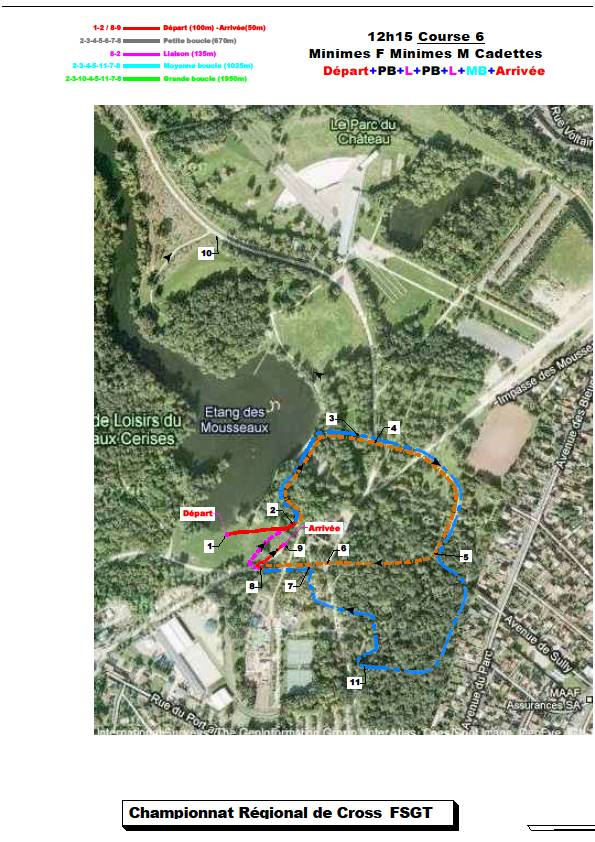 1-2 / 8-9 Départ (100m) -Arrivée(50m)
2-3-4-5-6-7-8 Petite boucle (670m)
8-2 Liaison (135m)
2-3-4-5-11-7-8 Moyenne boucle (1025m)
2-3-10-4-5-11-7-8 Grande boucle (1950m)
12h15 Course 6
Minimes F Minimes M Cadettes
Départ+PB+L+PB+L+MB+Arrivée
Le Parc du
Château
Rue Voltair
10
Impasse des Mousse
Avenue des Bleu
de Loisirs du
aux Cerises
Etang des
Mousseaux
3
4
Départ
2
Arrivée
1
9
6
5
8
7
11
Avenue de Sully
Avenue du Parc
MAAF
Assurances SA
Rue du Port a
Championnat Régional de Cross FSGT